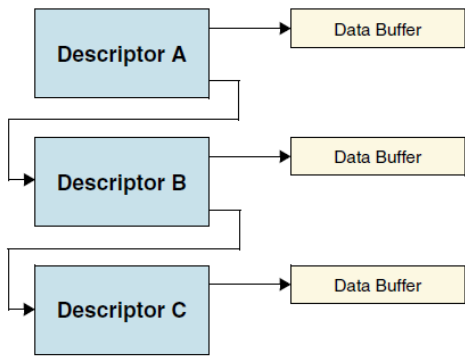 Descriptor A
Data Buffer
Descriptor B
Data Buffer
Descriptor C
Data Buffer